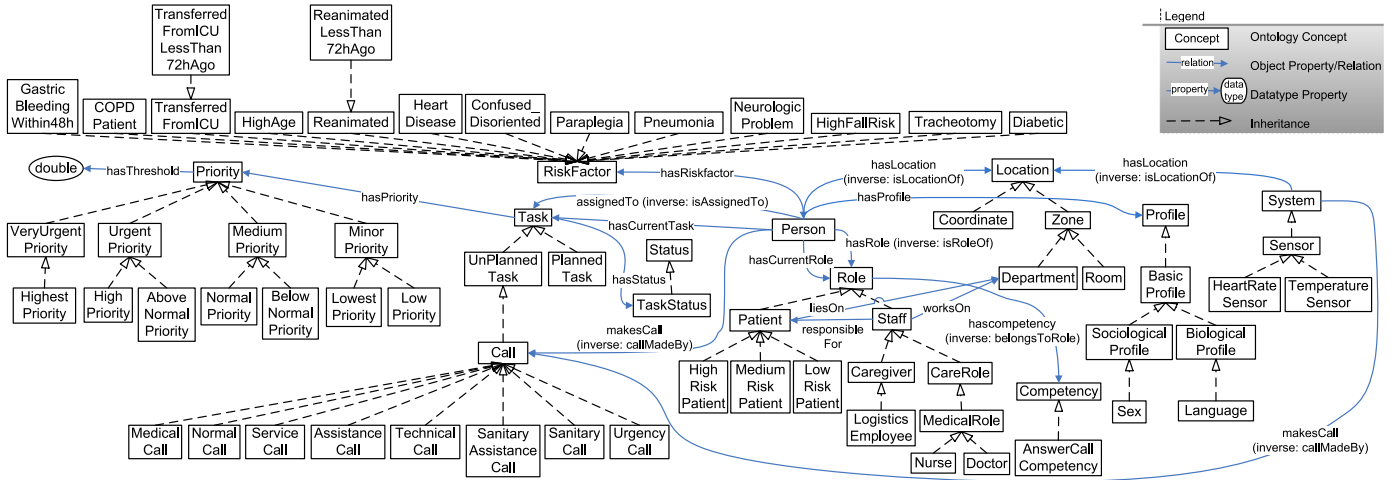 Legend
Concept
Ontology Concept
relation
Object Property/Relation
property
data
type
Datatype Property
Inheritance
Transferred
FromICU
LessThan
72hAgo
Reanimated
LessThan
72hAgo
Gastric
Bleeding
Within48h
COPD
Patient
Transferred
FromICU
HighAge
Reanimated
Heart
Disease
Confused_
Disoriented
Paraplegia
Pneumonia
Neurologic
Problem
HighFallRisk
Tracheotomy
Diabetic
double
hasThreshold
Priority
RiskFactor
hasRiskfactor
hasLocation
(inverse: isLocationOf)
Location
hasLocation
(inverse: isLocationOf)
hasPriority
assignedTo (inverse: isAssignedTo)
hasProfile
Task
hasCurrentTask
Person
Coordinate
Zone
Profile
System
VeryUrgent
Priority
Urgent
Priority
Medium
Priority
Minor
Priority
UnPlanned
Task
Planned
Task
Status
hasStatus
TaskStatus
hasRole (inverse: isRoleOf)
hasCurrentRole
Role
Department
Room
Basic
Profile
Sensor
HeartRate
Sensor
Temperature
Sensor
Highest
Priority
High
Priority
Above
Normal
Priority
Normal
Priority
Below
Normal
Priority
Lowest
Priority
Low
Priority
makesCall
(inverse: callMadeBy)
Patient
liesOn
responsible
For
Staff
worksOn
hascompetency
(inverse: belongsToRole)
Sociological
Profile
Biological
Profile
Call
High
Risk
Patient
Medium
Risk
Patient
Low
Risk
Patient
Caregiver
CareRole
Competency
Sex
Language
Logistics
Employee
MedicalRole
Nurse
Doctor
AnswerCall
Competency
makesCall
(inverse: callMadeBy)
Medical
Call
Normal
Call
Service
Call
Assistance
Call
Technical
Call
Sanitary
Assistance
Call
Sanitary
Call
Urgency
Call